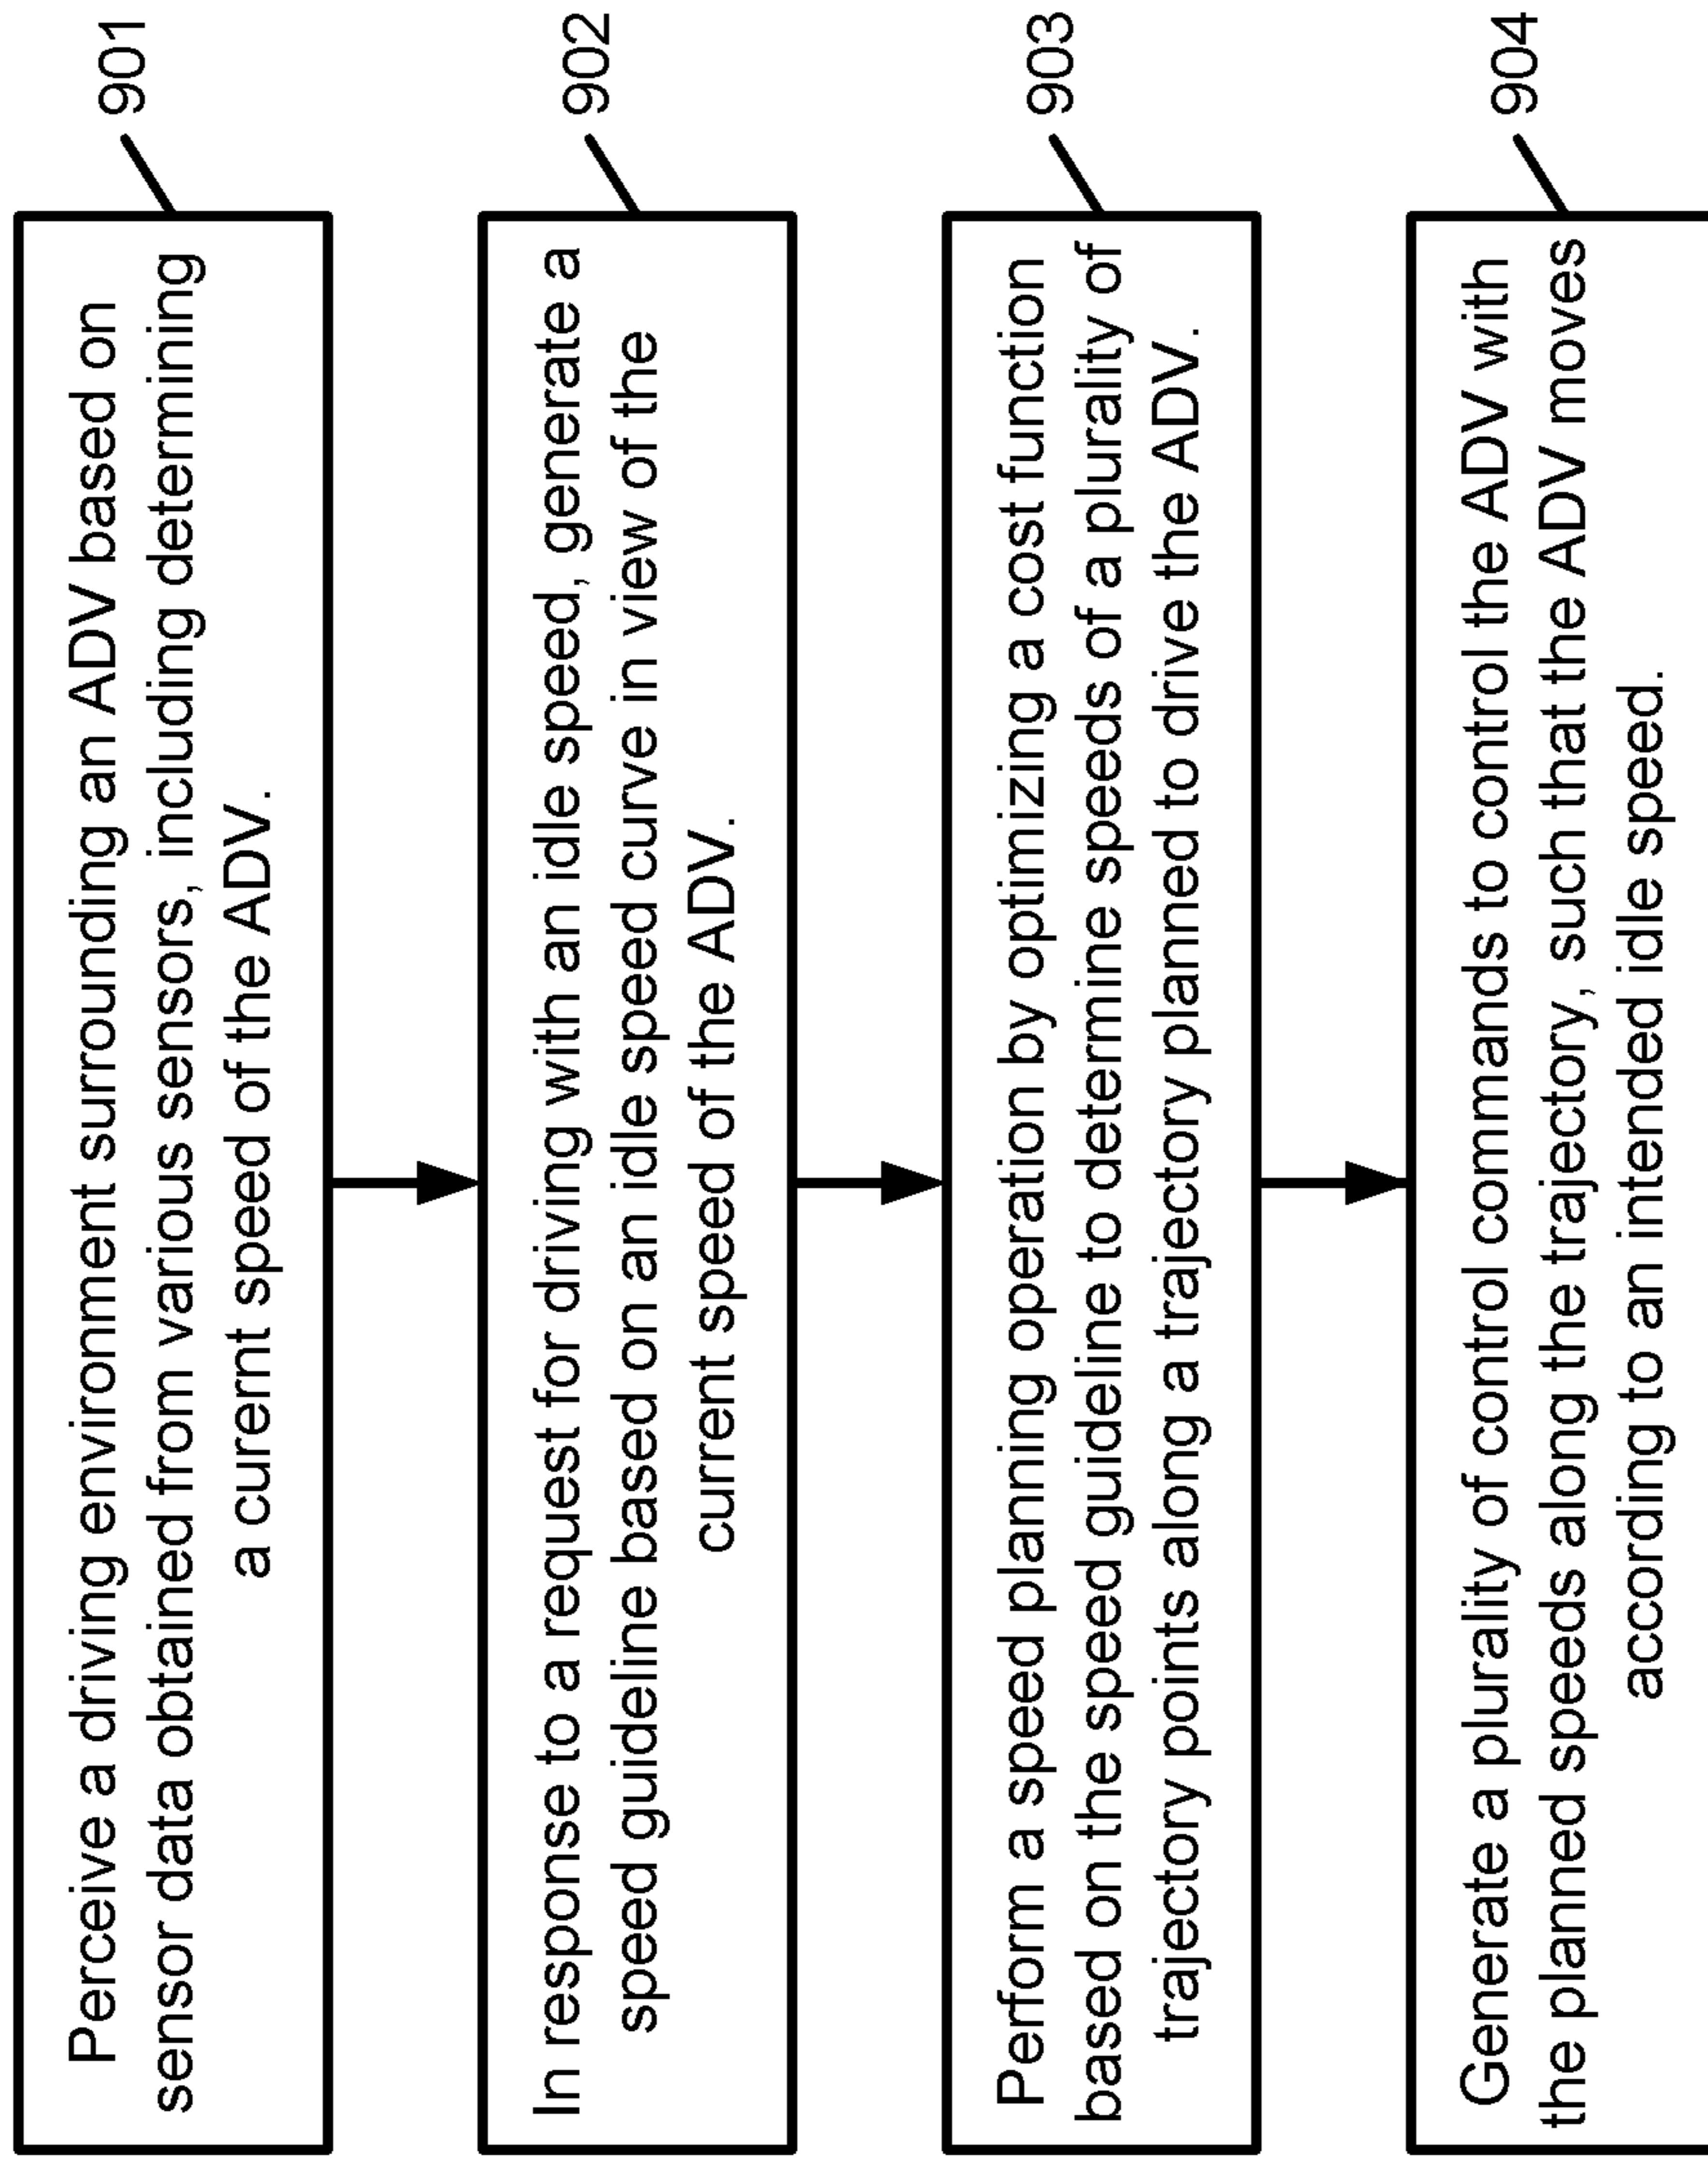 Perceive a driving environment surrounding an ADV based on
sensor data obtained from various sensors, including determining
a curernt speed of the ADV.
901
In response to a request for driving with an idle speed, generate a
speed guideline based on an idle speed curve in view of the
current speed of the ADV.
902
Perform a speed planning operation by optimizing a cost function
based on the speed guideline to determine speeds of a plurality of
trajectory points along a trajectory planned to drive the ADV.
903
Generate a plurality of control commands to control the ADV with
the planned speeds along the trajectory, such that the ADV moves
according to an intended idle speed.
904